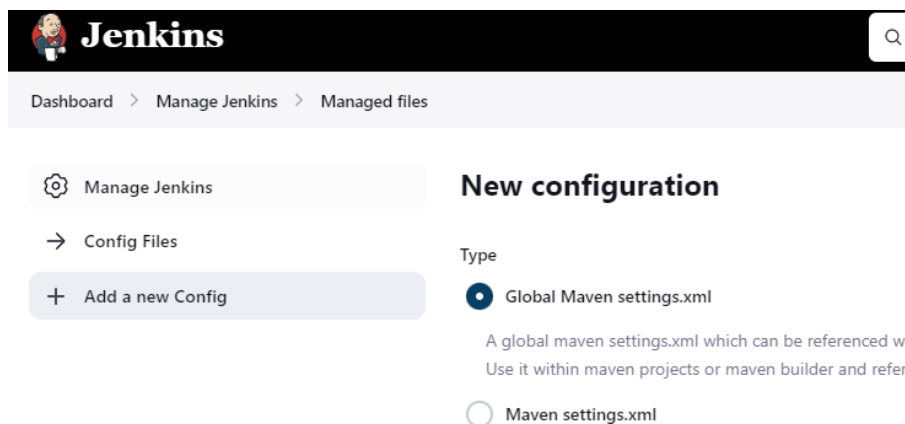 Jenkins
Dashboard > Manage Jenkins > Managed files
Manage Jenkins
Config Files
Add a new Config
New configuration
Type
Global Maven settings.xml
A global maven settings.xml which can be referenced w
Use it within maven projects or maven builder and refer
Maven settings.xml